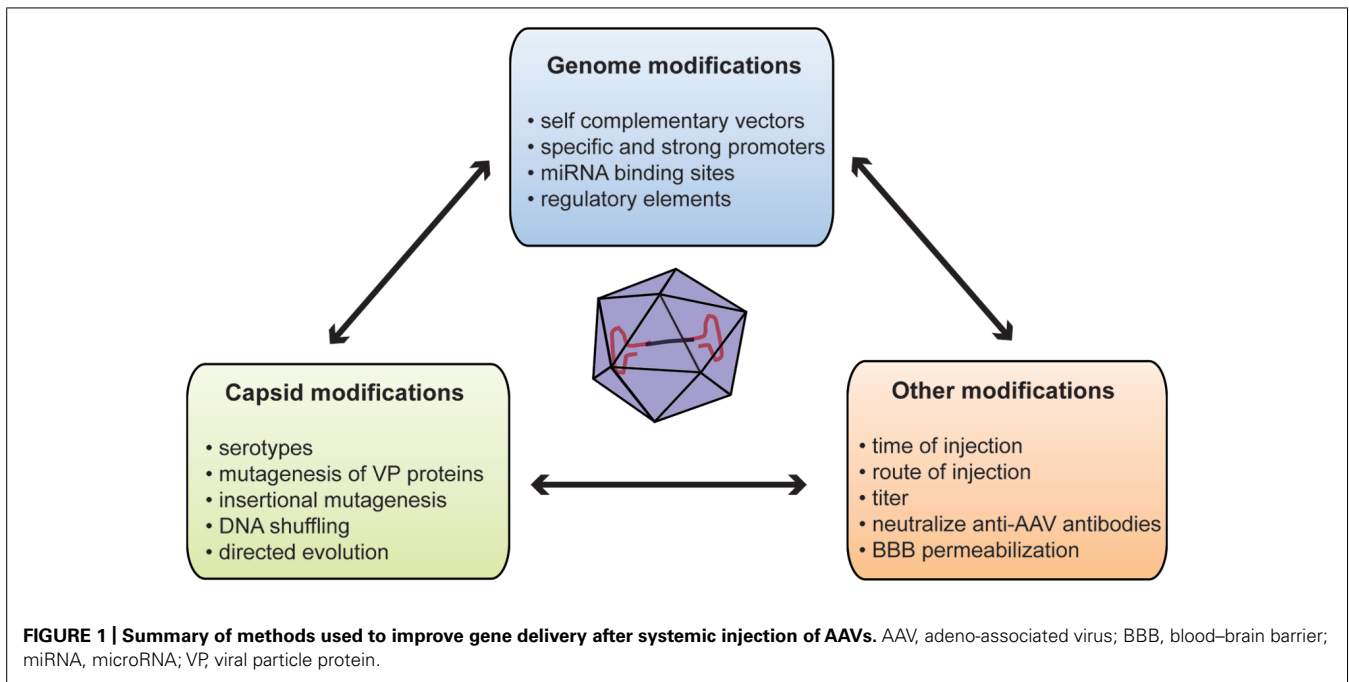 Genome modifications
• self complementary vectors
• specific and strong promoters
• miRNA binding sites
• regulatory elements
Capsid modifications
• serotypes
• mutagenesis of VP proteins
• insertional mutagenesis
• DNA shuffling
• directed evolution
Other modifications
• time of injection
• route of injection
• titer
• neutralize anti-AAV antibodies
• BBB permeabilization
FIGURE 1 | Summary of methods used to improve gene delivery after systemic injection of AAVs. AAV, adeno-associated virus; BBB, blood–brain barrier;
miRNA, microRNA; VP, viral particle protein.